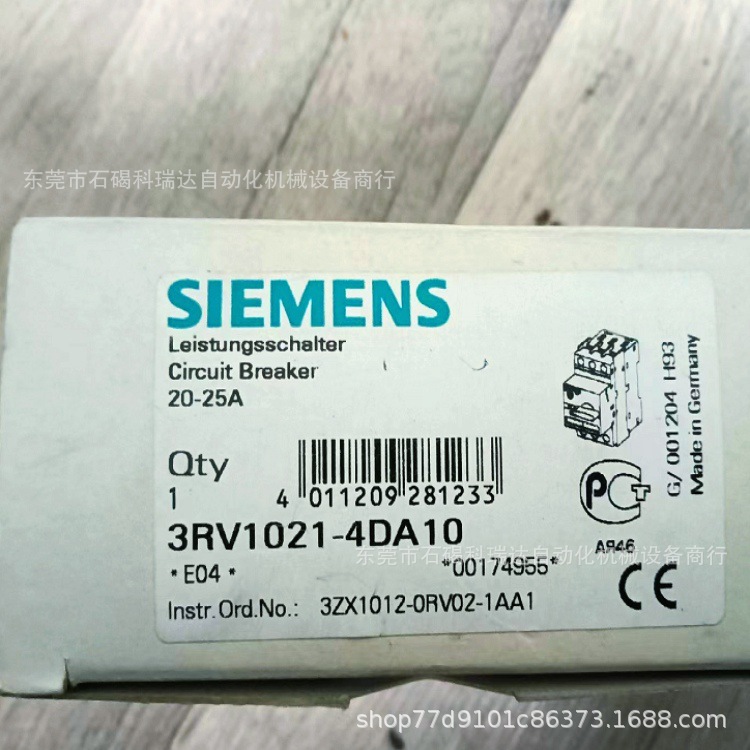 东莞市石碣科瑞达自动化机械设备商行
SIEMENS
Leistungsschalter
Circuit Breaker
20-25A
Qty
1
4 011209 281233
3RV1021-4DA10
*E04*
*00174955*
Instr.Ord.No.: 3ZX1012-0RV02-1AA1
G/001204 H93
Made in Germany
PCT
AЯ46
CE
东莞市石碣科瑞达自动化机械设备商行
shop77d9101c86373.1688.com